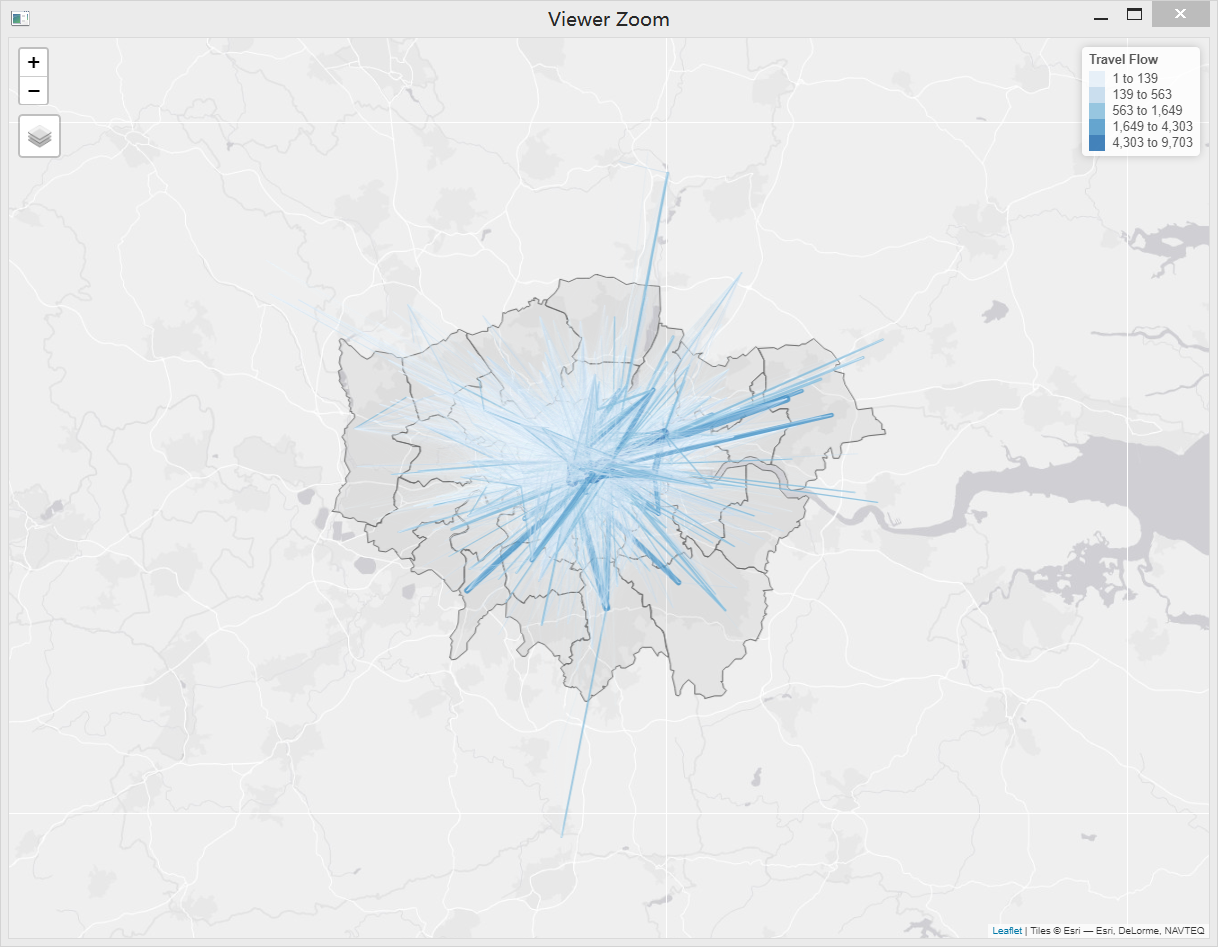 Viewer Zoom
+
−
Travel Flow
1 to 139
139 to 563
563 to 1,649
1,649 to 4,303
4,303 to 9,703
Leaflet | Tiles © Esri — Esri, DeLorme, NAVTEQ